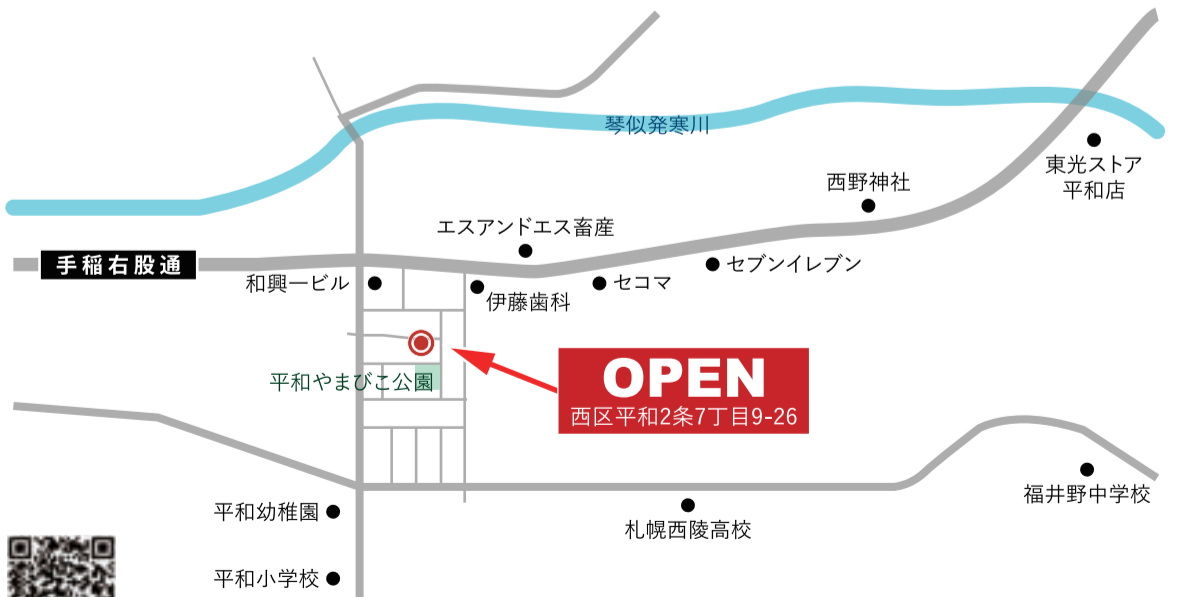 琴似発寒川
東光ストア
平和店
西野神社
エスアンドエス畜産
手稲右股通
セブンイレブン
和興一ビル
セコマ
伊藤歯科
OPEN
西区平和2条7丁目9-26
平和やまびこ公園
福井野中学校
平和幼稚園
札幌西陵高校
平和小学校